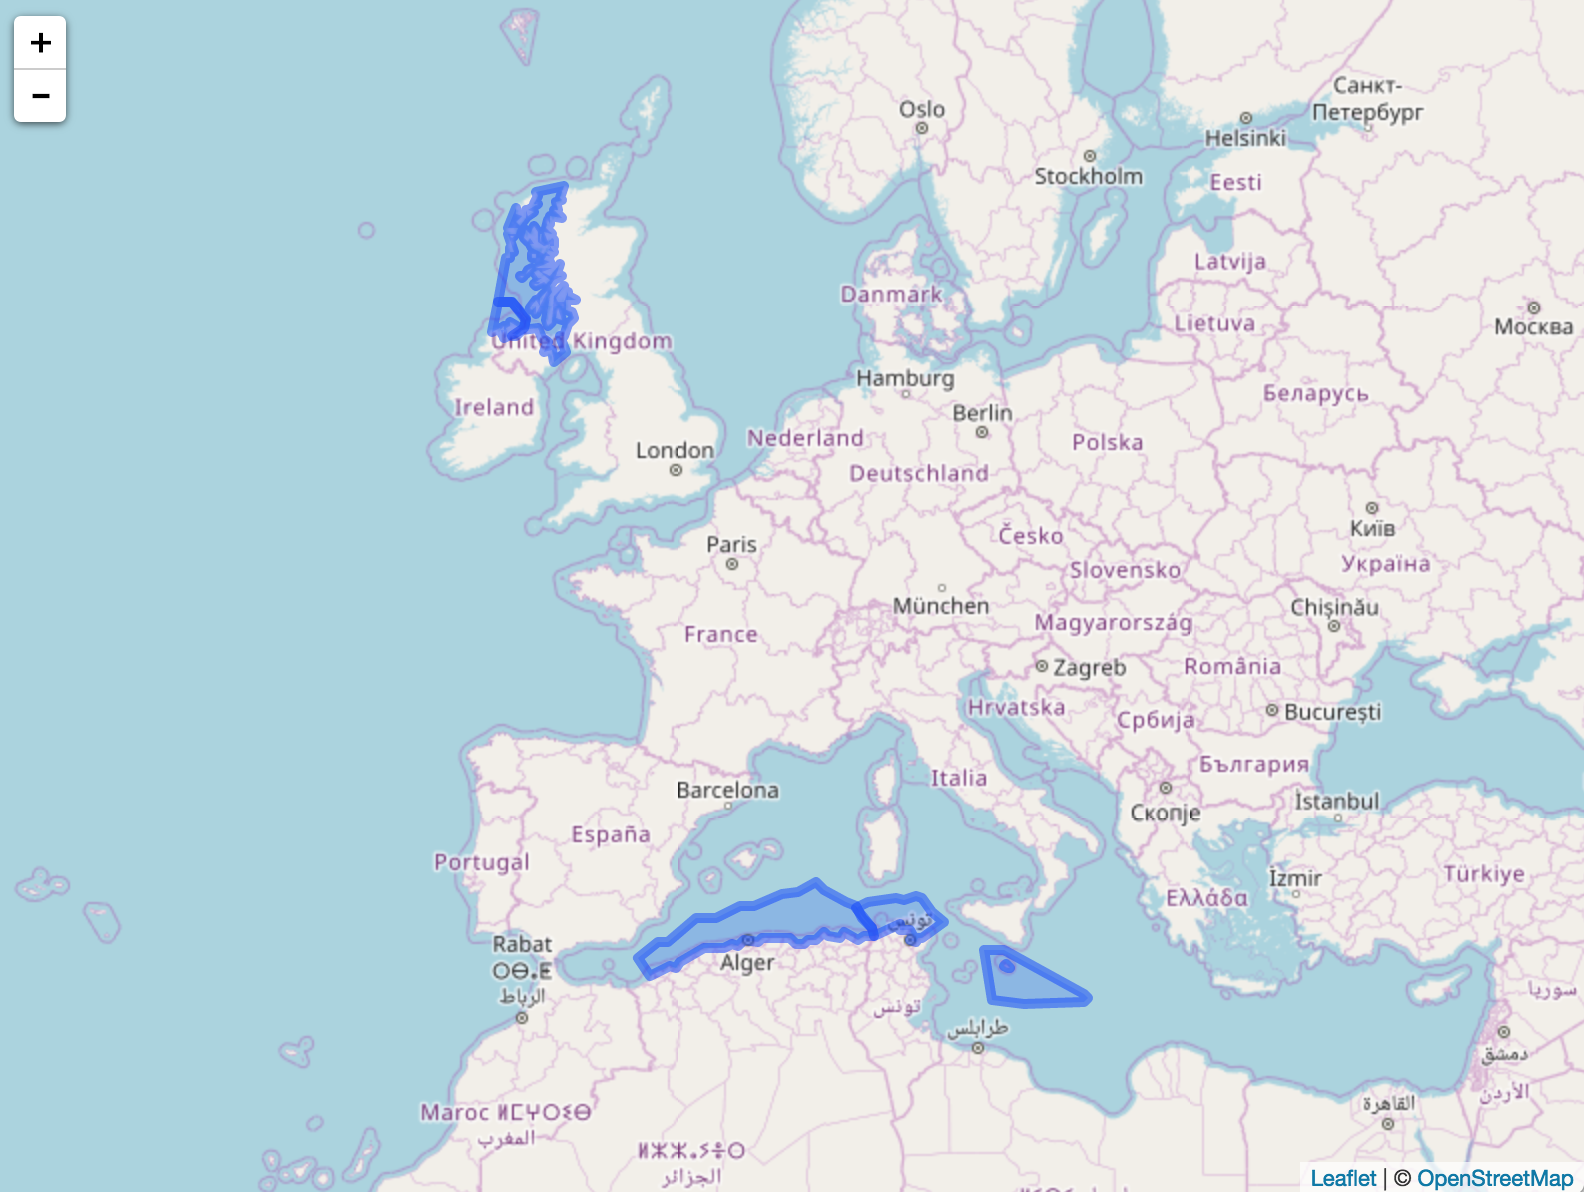 +
−
Oslo
Санкт-
Петербург
Helsinki
Stockholm
Eesti
Latvija
Danmark
Lietuva
Москва
United Kingdom
Hamburg
Беларусь
Ireland
Berlin
Nederland
Polska
London
Deutschland
Київ
Česko
Paris
Україна
Slovensko
München
Chișinău
Magyarország
France
Zagreb
România
Hrvatska
București
Србија
България
Italia
Barcelona
İstanbul
Скопје
España
Portugal
Türkiye
İzmir
Ελλάδα
تونس
Rabat
ⵔⴱⴰⵟ
الرباط
Alger
سوريا
تونس
طرابلس
دمشق
الأردن
القاهرة
Maroc ⵍⵎⵖⵔⵉⴱ
المغرب
الجزائر
Leaflet | © OpenStreetMap